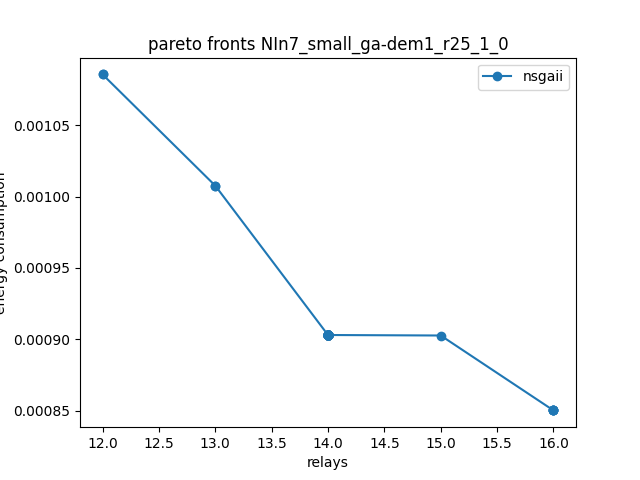 pareto fronts NIn7_small_ga-dem1_r25_1_0
nsgaii
0.00105
0.00100
0.00095
0.00090
0.00085
energy consumption
12.0 12.5 13.0 13.5 14.0 14.5 15.0 15.5 16.0
relays